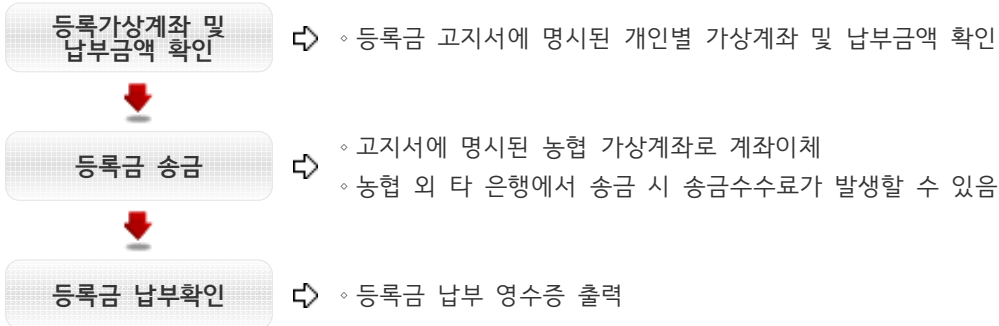 등록가상계좌 및
납부금액 확인
◦ 등록금 고지서에 명시된 개인별 가상계좌 및 납부금액 확인
등록금 송금
◦ 고지서에 명시된 농협 가상계좌로 계좌이체
◦ 농협 외 타 은행에서 송금 시 송금수수료가 발생할 수 있음
등록금 납부확인
◦ 등록금 납부 영수증 출력